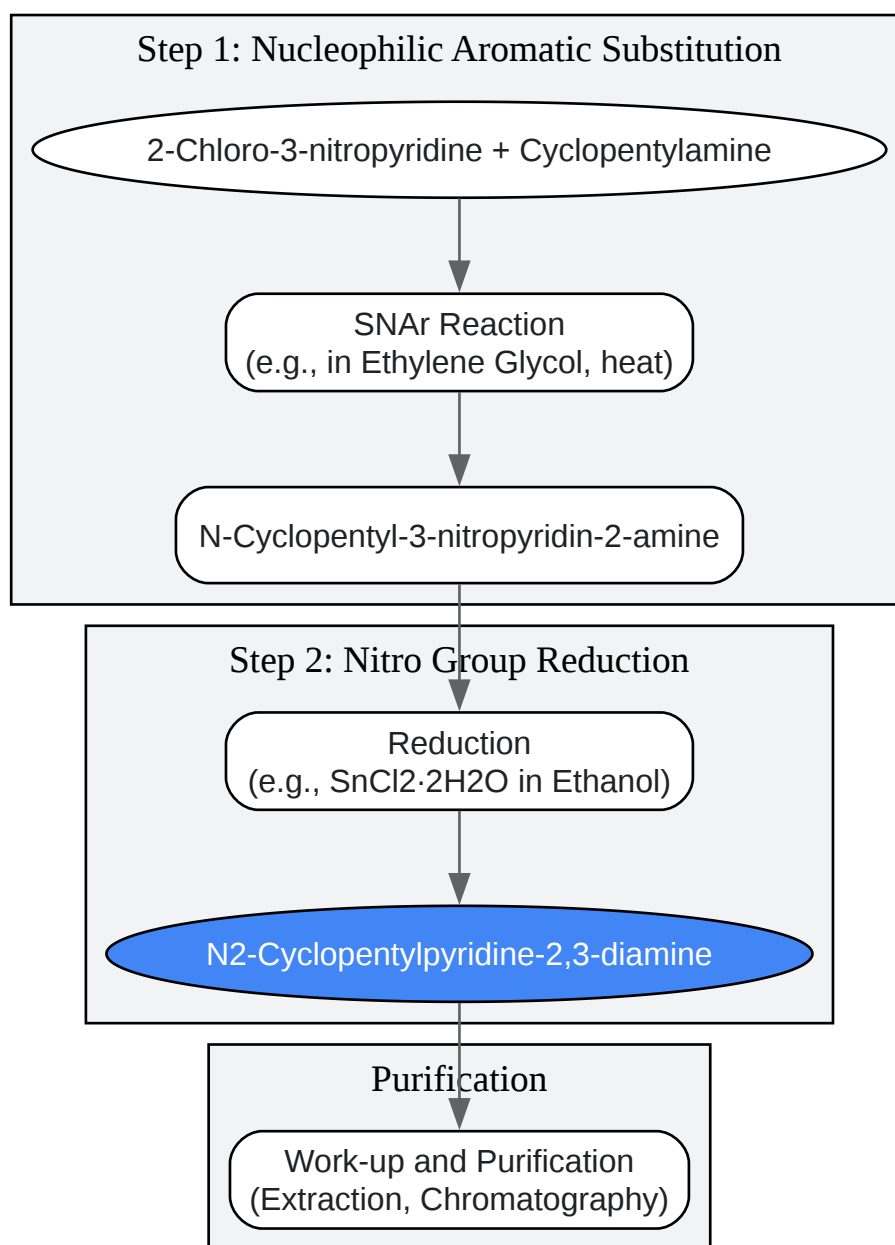 Step 1: Nucleophilic Aromatic Substitution
2-Chloro-3-nitropyridine + Cyclopentylamine
SNAr Reaction
(e.g., in Ethylene Glycol, heat)
N-Cyclopentyl-3-nitropyridin-2-amine
Step 2: Nitro Group Reduction
Reduction
(e.g., SnCl2·2H2O in Ethanol)
N2-Cyclopentylpyridine-2,3-diamine
Purification
Work-up and Purification
(Extraction, Chromatography)